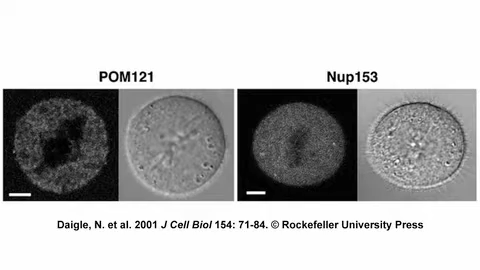 POM121
Nup153
Daigle, N. et al. 2001 J Cell Biol 154: 71-84. © Rockefeller University Press